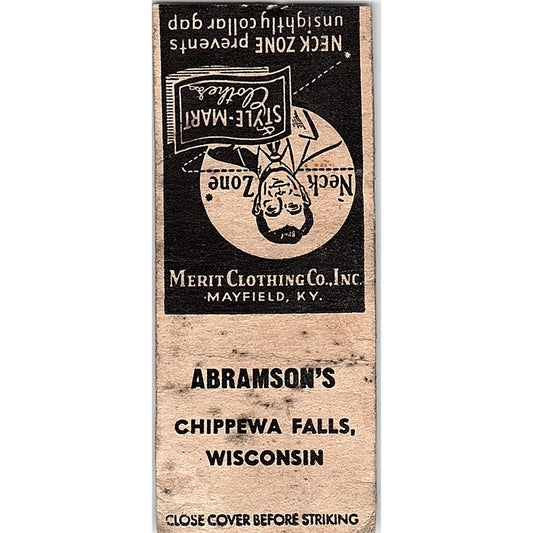 *NECK ZONE prevents
unsightly collar gap
STYLE-MART
Clothes
Neck Zone*
MERIT CLOTHING CO., INC.
MAYFIELD, KY.
ABRAMSON'S
CHIPPEWA FALLS,
WISCONSIN
CLOSE COVER BEFORE STRIKING